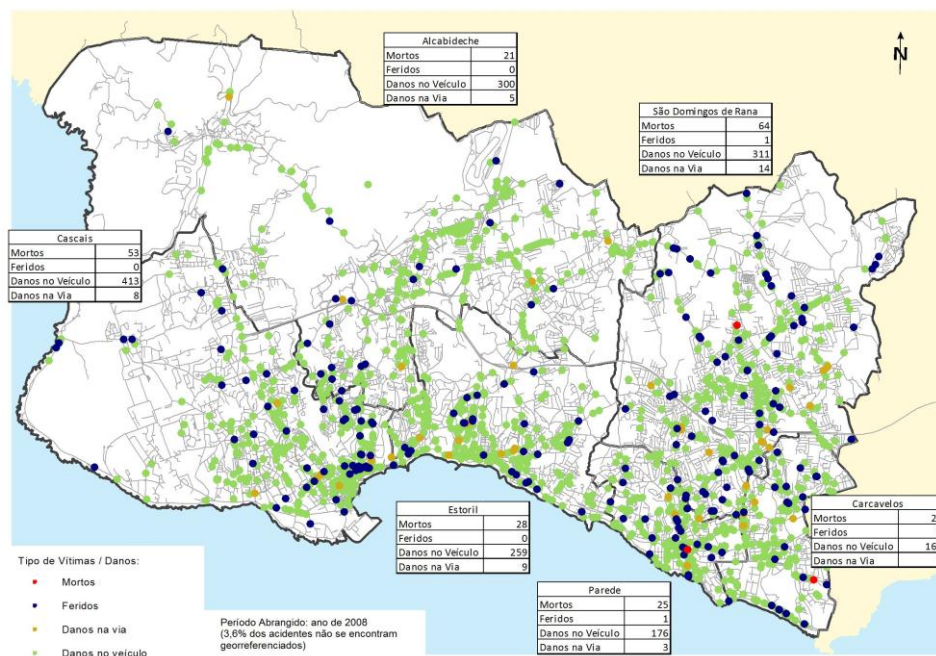 Alcabideche
Mortos 21
Feridos 0
Danos no Veículo 300
Danos na Via 5
N
São Domingos de Rana
Mortos 64
Feridos 1
Danos no Veículo 311
Danos na Via 14
Cascais
Mortos 53
Feridos 0
Danos no Veículo 413
Danos na Via 8
Estoril
Mortos 28
Feridos 0
Danos no Veículo 259
Danos na Via 9
Carcavelos
Mortos 2
Feridos
Danos no Veículo 16
Danos na Via
Parede
Mortos 25
Feridos 1
Danos no Veículo 176
Danos na Via 3
Tipo de Vítimas / Danos:
Mortos
Feridos
Danos na via
Danos no veículo
Período Abrangido: ano de 2008
(3,6% dos acidentes não se encontram
georreferenciados)